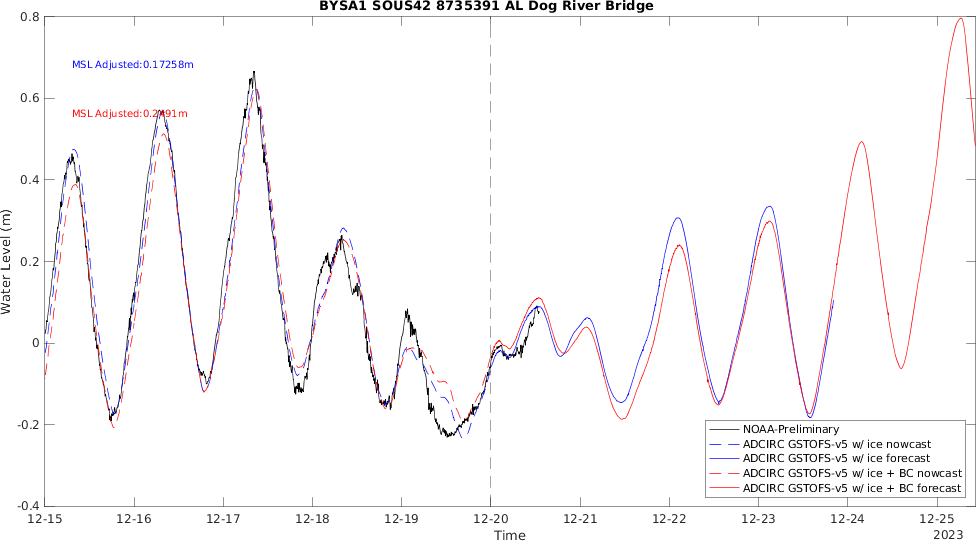 BYSA1 SOUS42 8735391 AL Dog River Bridge
0.8
MSL Adjusted:0.17258m
0.6
0.4
0.2
0
-0.2
-0.4
Water Level (m)
NOAA-Preliminary
ADCIRC GSTOFS-v5 w/ ice nowcast
ADCIRC GSTOFS-v5 w/ ice forecast
ADCIRC GSTOFS-v5 w/ ice + BC nowcast
ADCIRC GSTOFS-v5 w/ ice + BC forecast
12-15 12-16 12-17 12-18 12-19 12-20 12-21 12-22 12-23 12-24 12-25
Time
2023